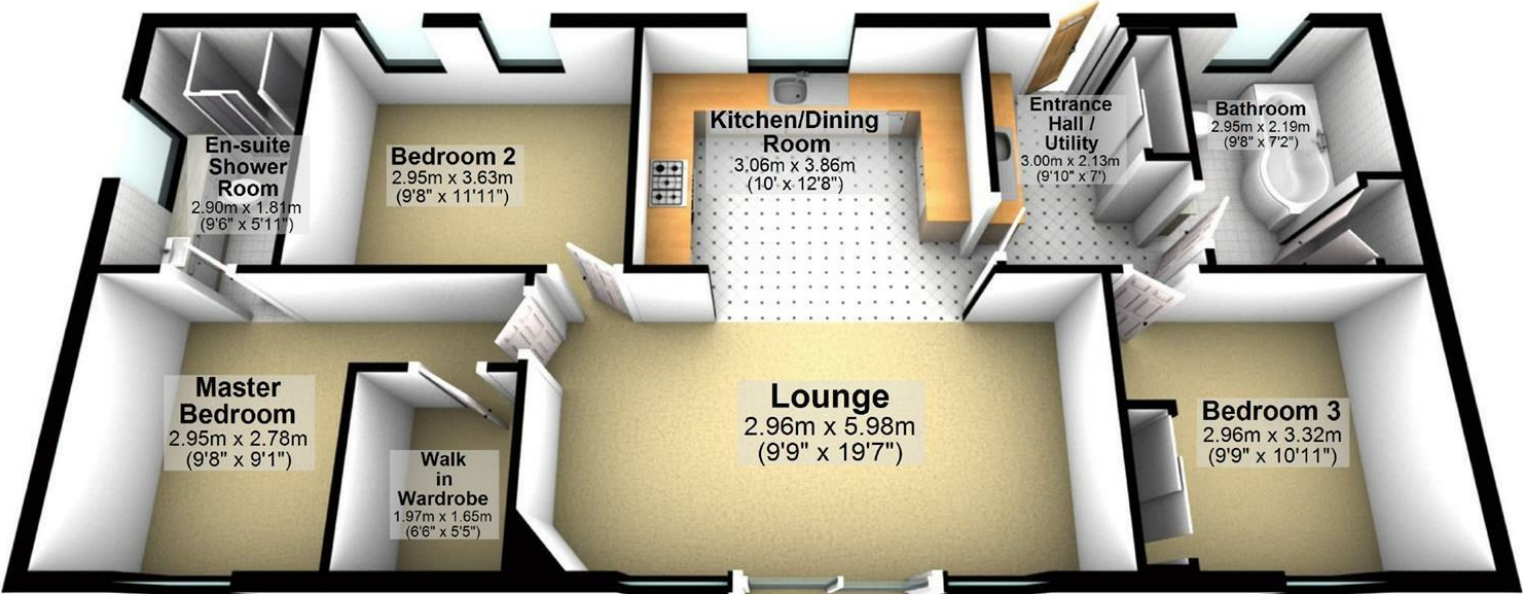 En-suite
Shower
Room
2.90m x 1.81m
(9'6" x 5'11")
Bedroom 2
2.95m x 3.63m
(9'8" x 11'11")
Kitchen/Dining
Room
3.06m x 3.86m
(10' x 12'8")
Entrance
Hall /
Utility
3.00m x 2.13m
(9'10" x 7')
Bathroom
2.95m x 2.19m
(9'8" x 7'2")
Master
Bedroom
2.95m x 2.78m
(9'8" x 9'1")
Walk
in
Wardrobe
1.97m x 1.65m
(6'6" x 5'5")
Lounge
2.96m x 5.98m
(9'9" x 19'7")
Bedroom 3
2.96m x 3.32m
(9'9" x 10'11")